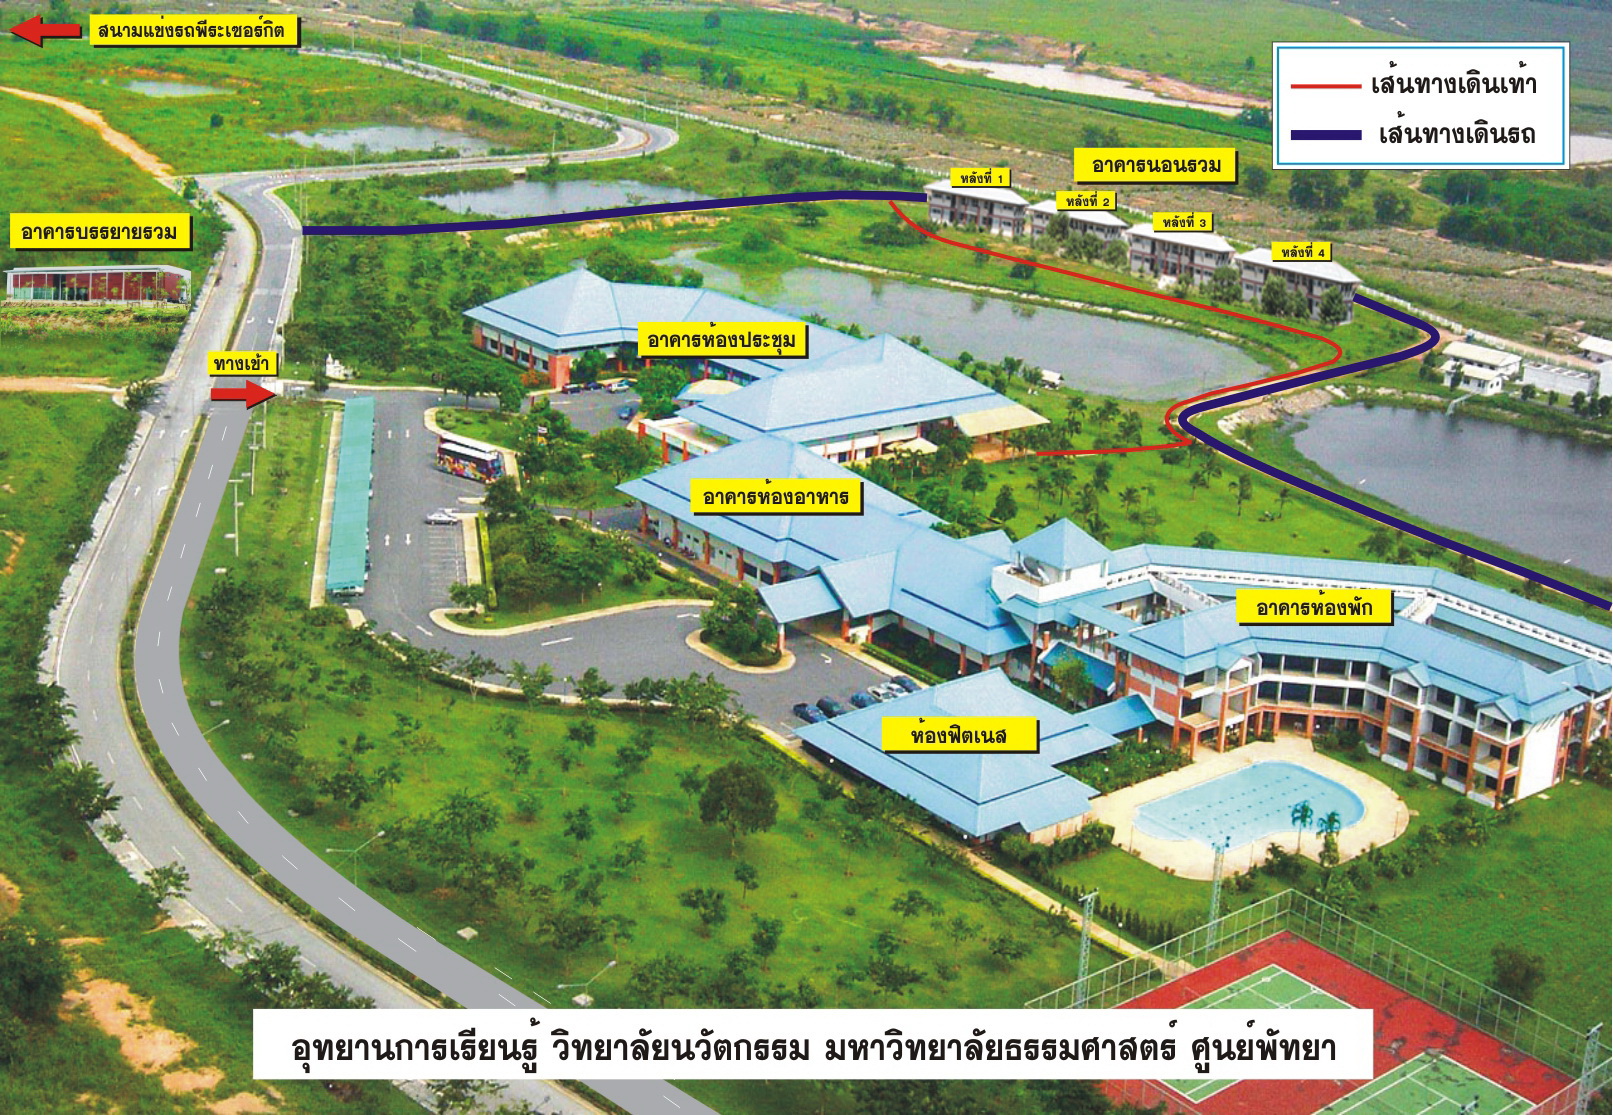 สนามแข่งรถพีระเซอร์กิต
เส้นทางเดินเท้า
เส้นทางเดินรถ
อาคารนอนรวม
หลังที่ 1
หลังที่ 2
หลังที่ 3
หลังที่ 4
อาคารบรรยายรวม
อาคารห้องประชุม
ทางเข้า
อาคารห้องอาหาร
อาคารห้องพัก
ห้องฟิตเนส
อุทยานการเรียนรู้ วิทยาลัยนวัตกรรม มหาวิทยาลัยธรรมศาสตร์ ศูนย์พัทยา